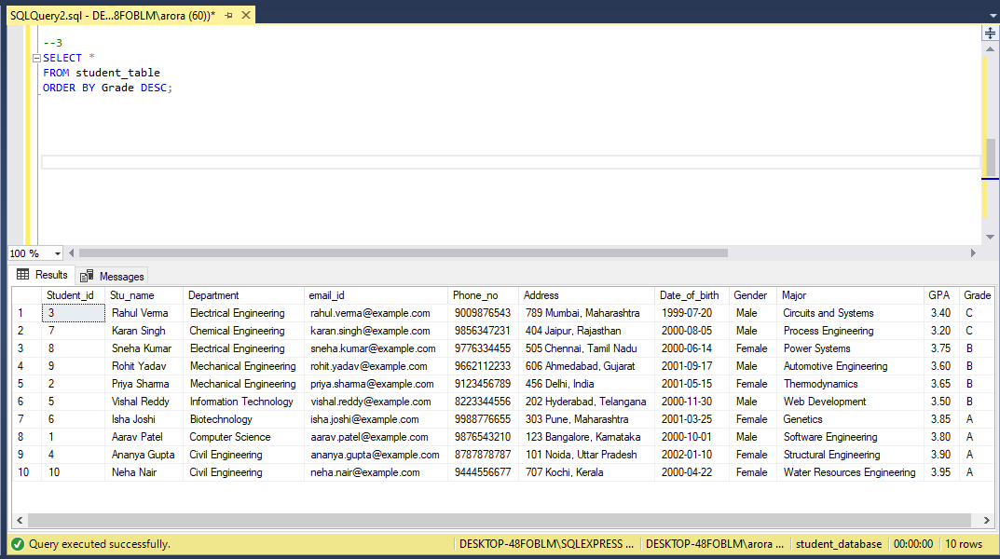 SQLQuery2.sql - DE...8FOBLM\arora (60))*
--3
SELECT *
FROM student_table
ORDER BY Grade DESC;
100 %
Results Messages
Student_id Stu_name Department email_id Phone_no Address Date_of_birth Gender Major GPA Grade
1 3 Rahul Verma Electrical Engineering rahul.verma@example.com 9009876543 789 Mumbai, Maharashtra 1999-07-20 Male Circuits and Systems 3.40 C
2 7 Karan Singh Chemical Engineering karan.singh@example.com 9856347231 404 Jaipur, Rajasthan 2000-08-05 Male Process Engineering 3.20 C
3 8 Sneha Kumar Electrical Engineering sneha.kumar@example.com 9776334455 505 Chennai, Tamil Nadu 2000-06-14 Female Power Systems 3.75 B
4 9 Rohit Yadav Mechanical Engineering rohit.yadav@example.com 9662112233 606 Ahmedabad, Gujarat 2001-09-17 Male Automotive Engineering 3.60 B
5 2 Priya Sharma Mechanical Engineering priya.sharma@example.com 9123456789 456 Delhi, India 2001-05-15 Female Thermodynamics 3.65 B
6 5 Vishal Reddy Information Technology vishal.reddy@example.com 8223344556 202 Hyderabad, Telangana 2000-11-30 Male Web Development 3.50 B
7 6 Isha Joshi Biotechnology isha.joshi@example.com 9988776655 303 Pune, Maharashtra 2001-03-25 Female Genetics 3.85 A
8 1 Aarav Patel Computer Science aarav.patel@example.com 9876543210 123 Bangalore, Karnataka 2000-10-01 Male Software Engineering 3.80 A
9 4 Ananya Gupta Civil Engineering ananya.gupta@example.com 8787878787 101 Noida, Uttar Pradesh 2002-01-10 Female Structural Engineering 3.90 A
10 10 Neha Nair Civil Engineering neha.nair@example.com 9444556677 707 Kochi, Kerala 2000-04-22 Female Water Resources Engineering 3.95 A
Query executed successfully. DESKTOP-48FOBLM\SQLEXPRESS ... DESKTOP-48FOBLM\arora ... student_database 00:00:00 10 rows